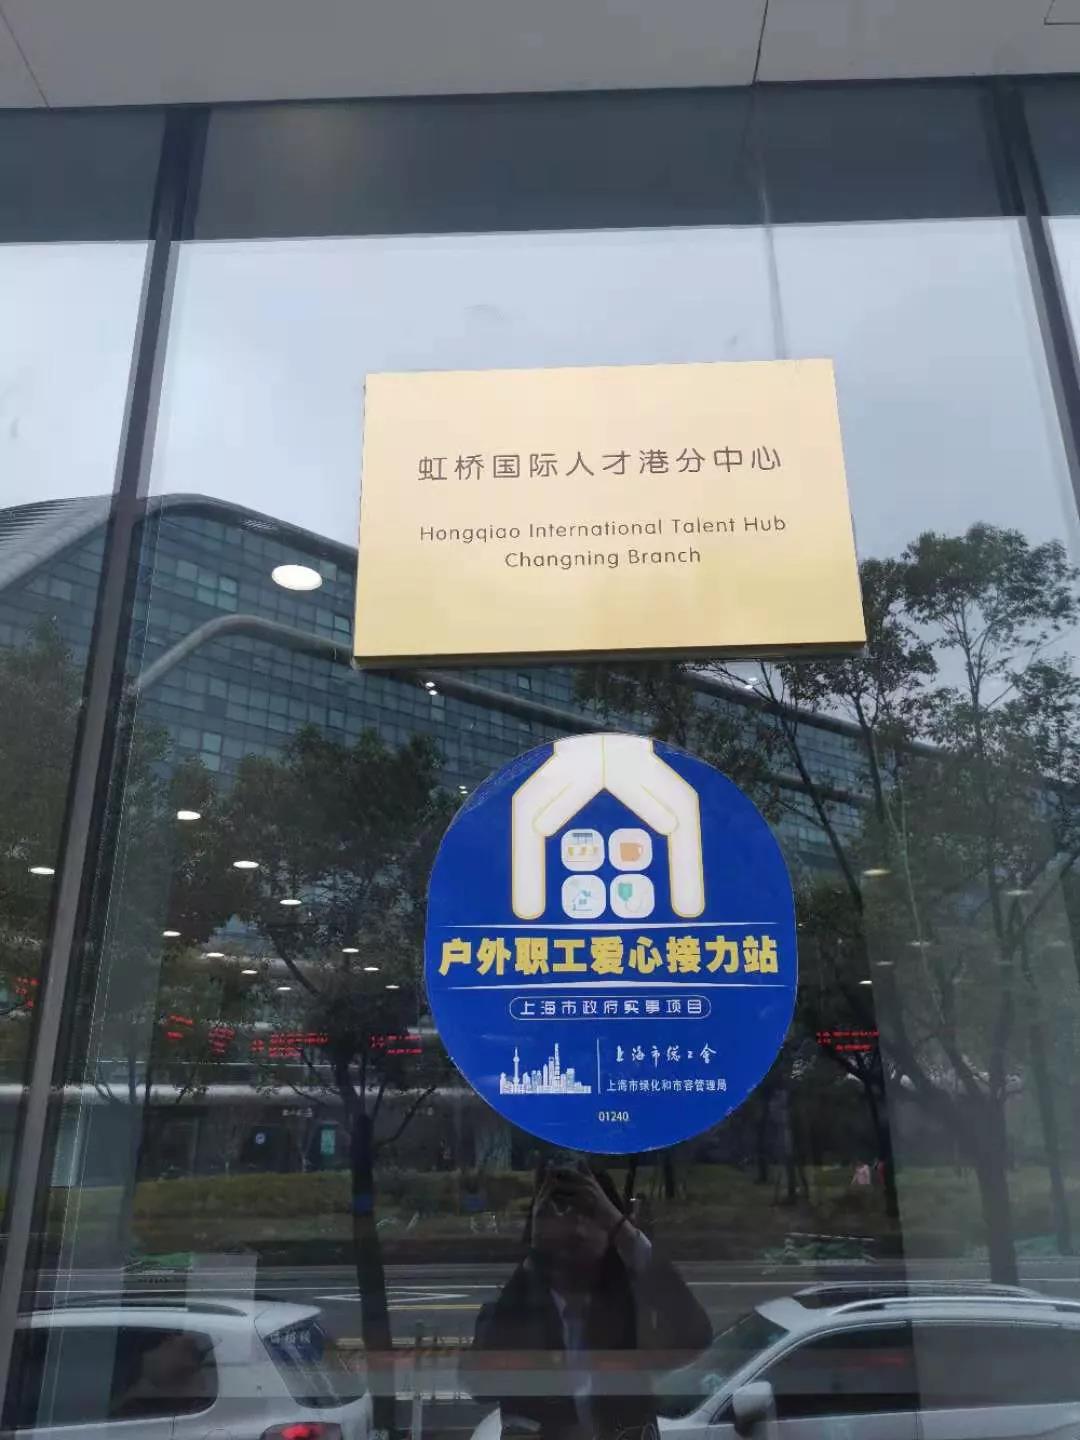 虹桥国际人才港分中心
Hongqiao International Talent Hub
Changning Branch
户外职工爱心接力站
上海市政府实事项目
上海市总工会
上海市绿化和市容管理局
01240